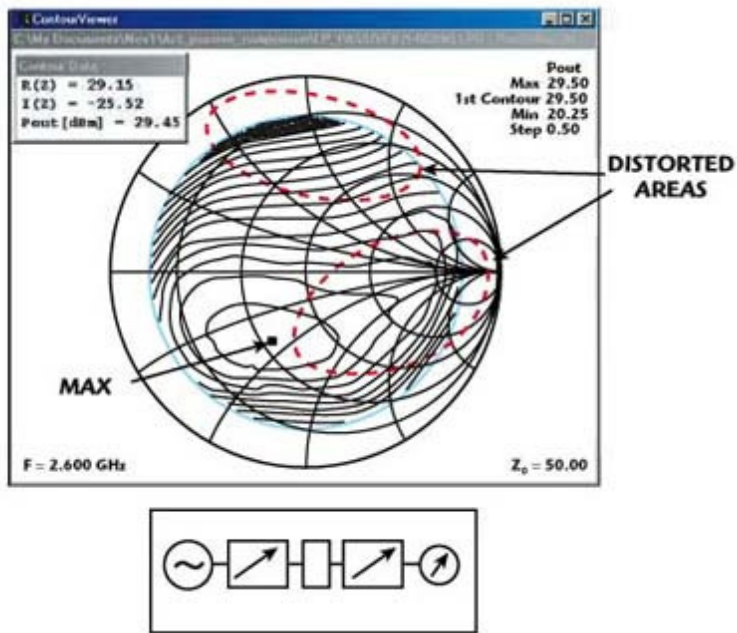 ContourViewer
Contour Data
R(Z) = 29.15
I(Z) = -25.52
Pout[dBm] = 29.45
Pout
Max 29.50
1st Contour 29.50
Min 20.25
Step 0.50
DISTORTED
AREAS
MAX
F = 2.600 GHz
Z₀ = 50.00